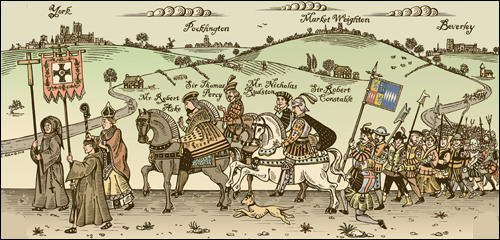 York
Pocklington
Market Weighton
Beverley
Mr. Robert
Aske
Sir Thomas
Percy
Mr. Nicholas
Rudston
Sir Robert
Constable